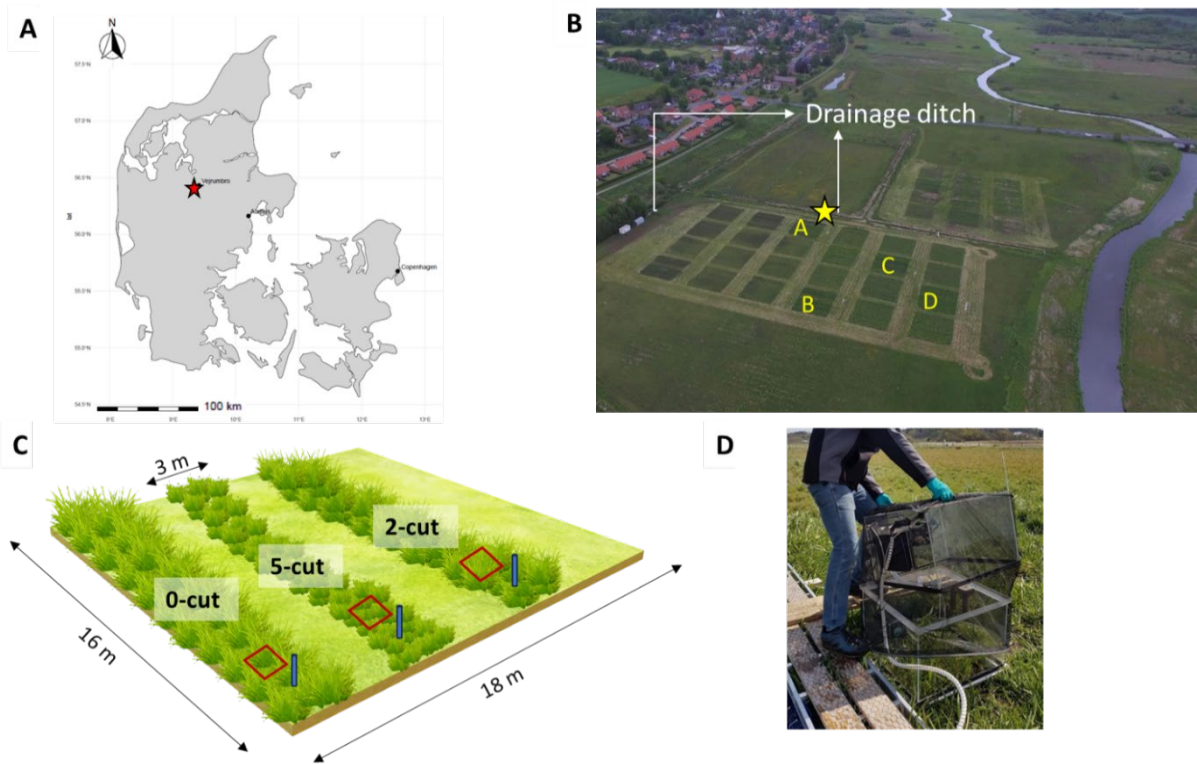 A
N
57.5°N
57.0°N
56.5°N
Vejrumbro
Aarhus
56.0°N
Copenhagen
55.5°N
55.0°N
54.5°N
100 km
8°E 9°E 10°E 11°E 12°E 13°E
B
Drainage ditch
A
C
B
D
C
3 m
2-cut
5-cut
0-cut
16 m
18 m
D